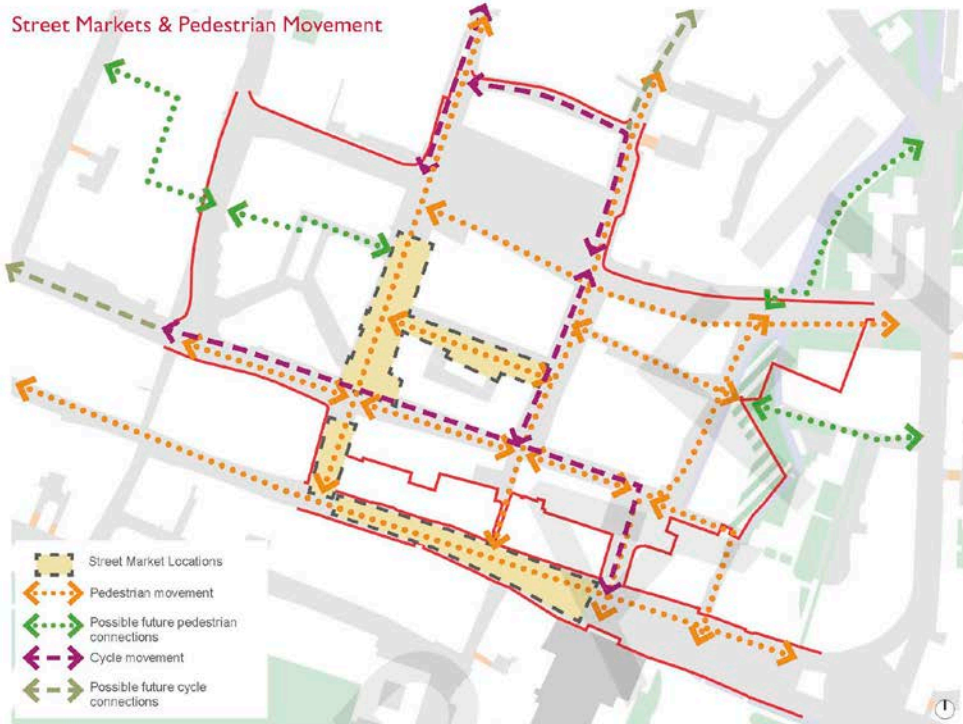 Street Markets & Pedestrian Movement
Street Market Locations
Pedestrian movement
Possible future pedestrian
connections
Cycle movement
Possible future cycle
connections